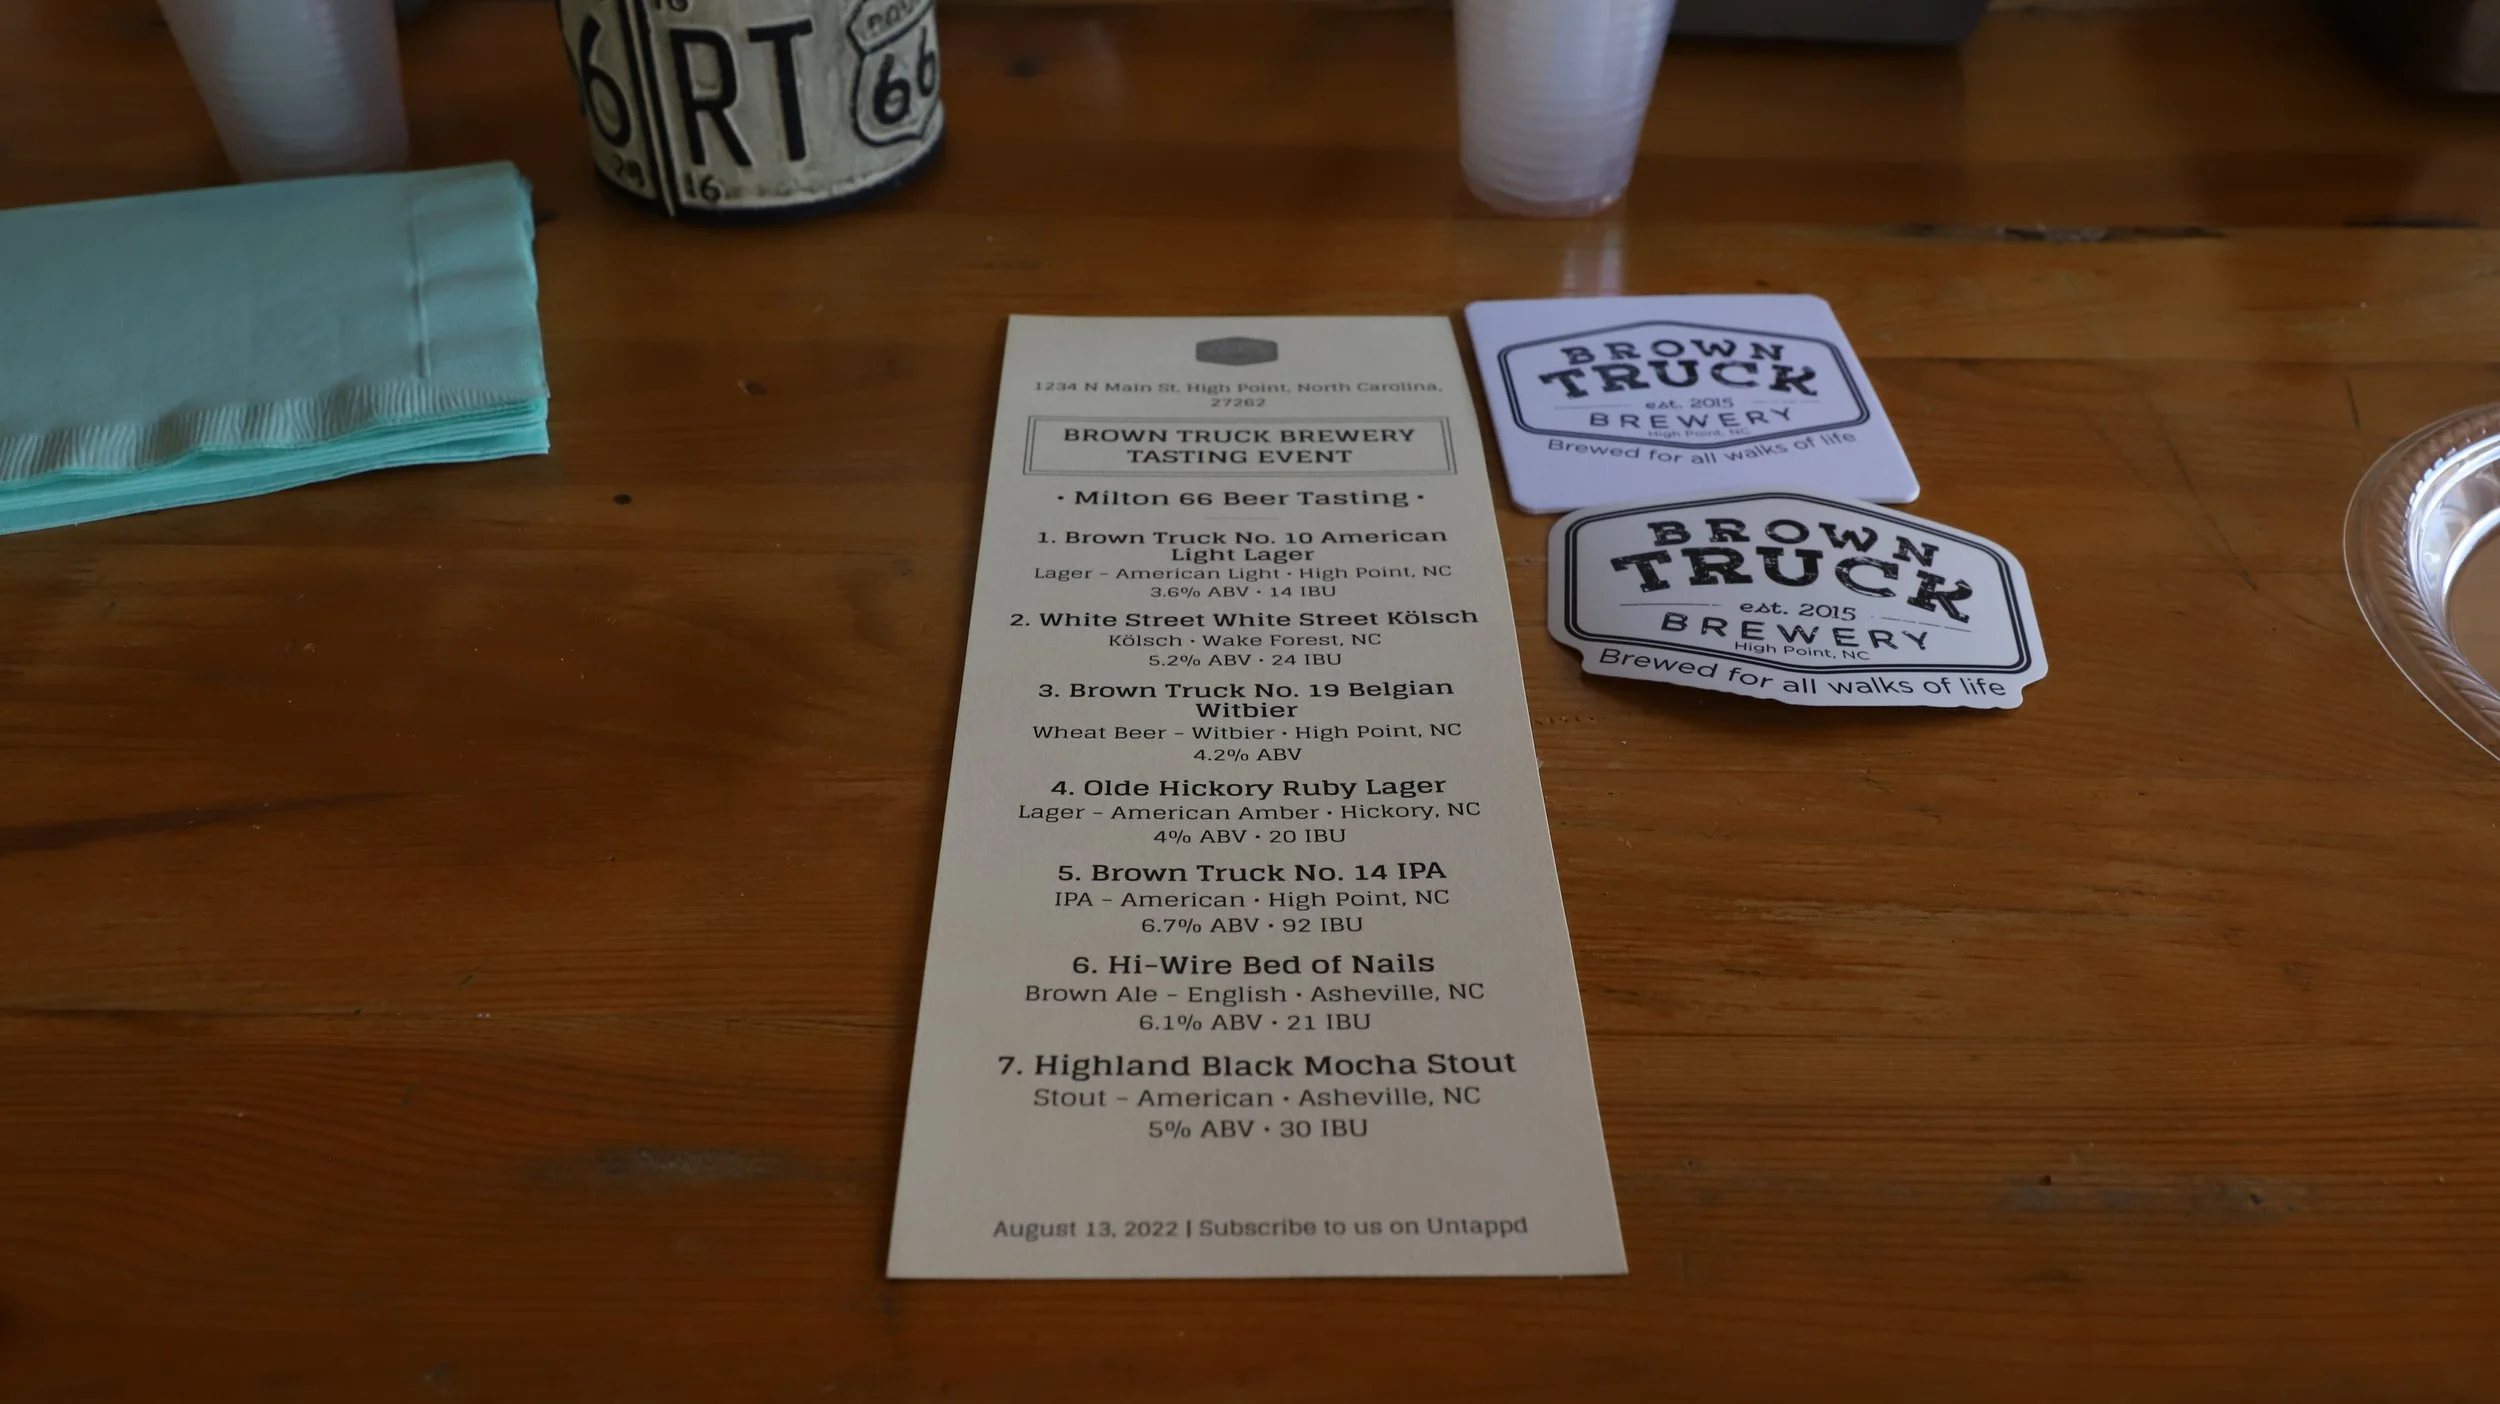 6
16
RT
66
16
1234 N Main St, High Point, North Carolina,
27262
BROWN TRUCK BREWERY
TASTING EVENT
• Milton 66 Beer Tasting •
1. Brown Truck No. 10 American
Light Lager
Lager - American Light • High Point, NC
3.6% ABV • 14 IBU
2. White Street White Street Kölsch
Kölsch • Wake Forest, NC
5.2% ABV • 24 IBU
3. Brown Truck No. 19 Belgian
Witbier
Wheat Beer - Witbier • High Point, NC
4.2% ABV
4. Olde Hickory Ruby Lager
Lager - American Amber • Hickory, NC
4% ABV • 20 IBU
5. Brown Truck No. 14 IPA
IPA - American • High Point, NC
6.7% ABV • 92 IBU
6. Hi-Wire Bed of Nails
Brown Ale - English • Asheville, NC
6.1% ABV • 21 IBU
7. Highland Black Mocha Stout
Stout - American • Asheville, NC
5% ABV • 30 IBU
August 13, 2022 | Subscribe to us on Untappd
BROWN
TRUCK
est. 2015
BREWERY
High Point, NC
Brewed for all walks of life
BROWN
TRUCK
est. 2015
BREWERY
High Point, NC
Brewed for all walks of life